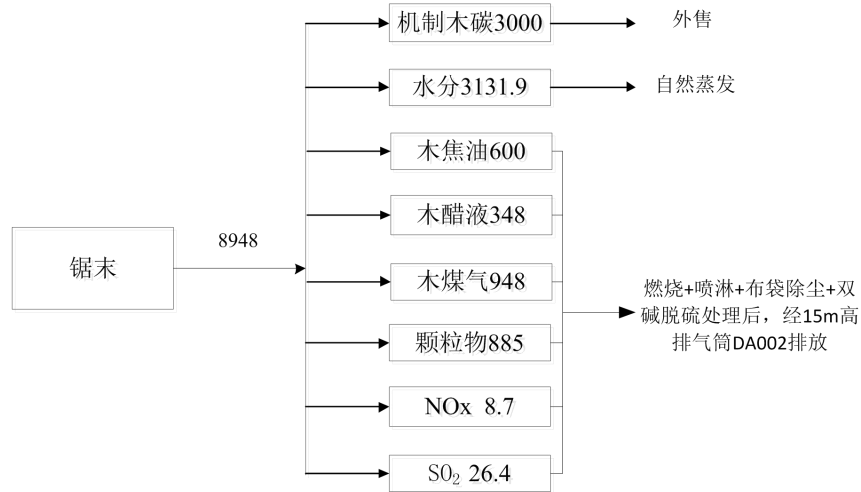 机制木碳3000
外售
水分3131.9
自然蒸发
木焦油600
木醋液348
8948
锯末
木煤气948
燃烧+喷淋+布袋除尘+双
碱脱硫处理后，经15m高
排气筒DA002排放
颗粒物885
NOx 8.7
SO₂ 26.4